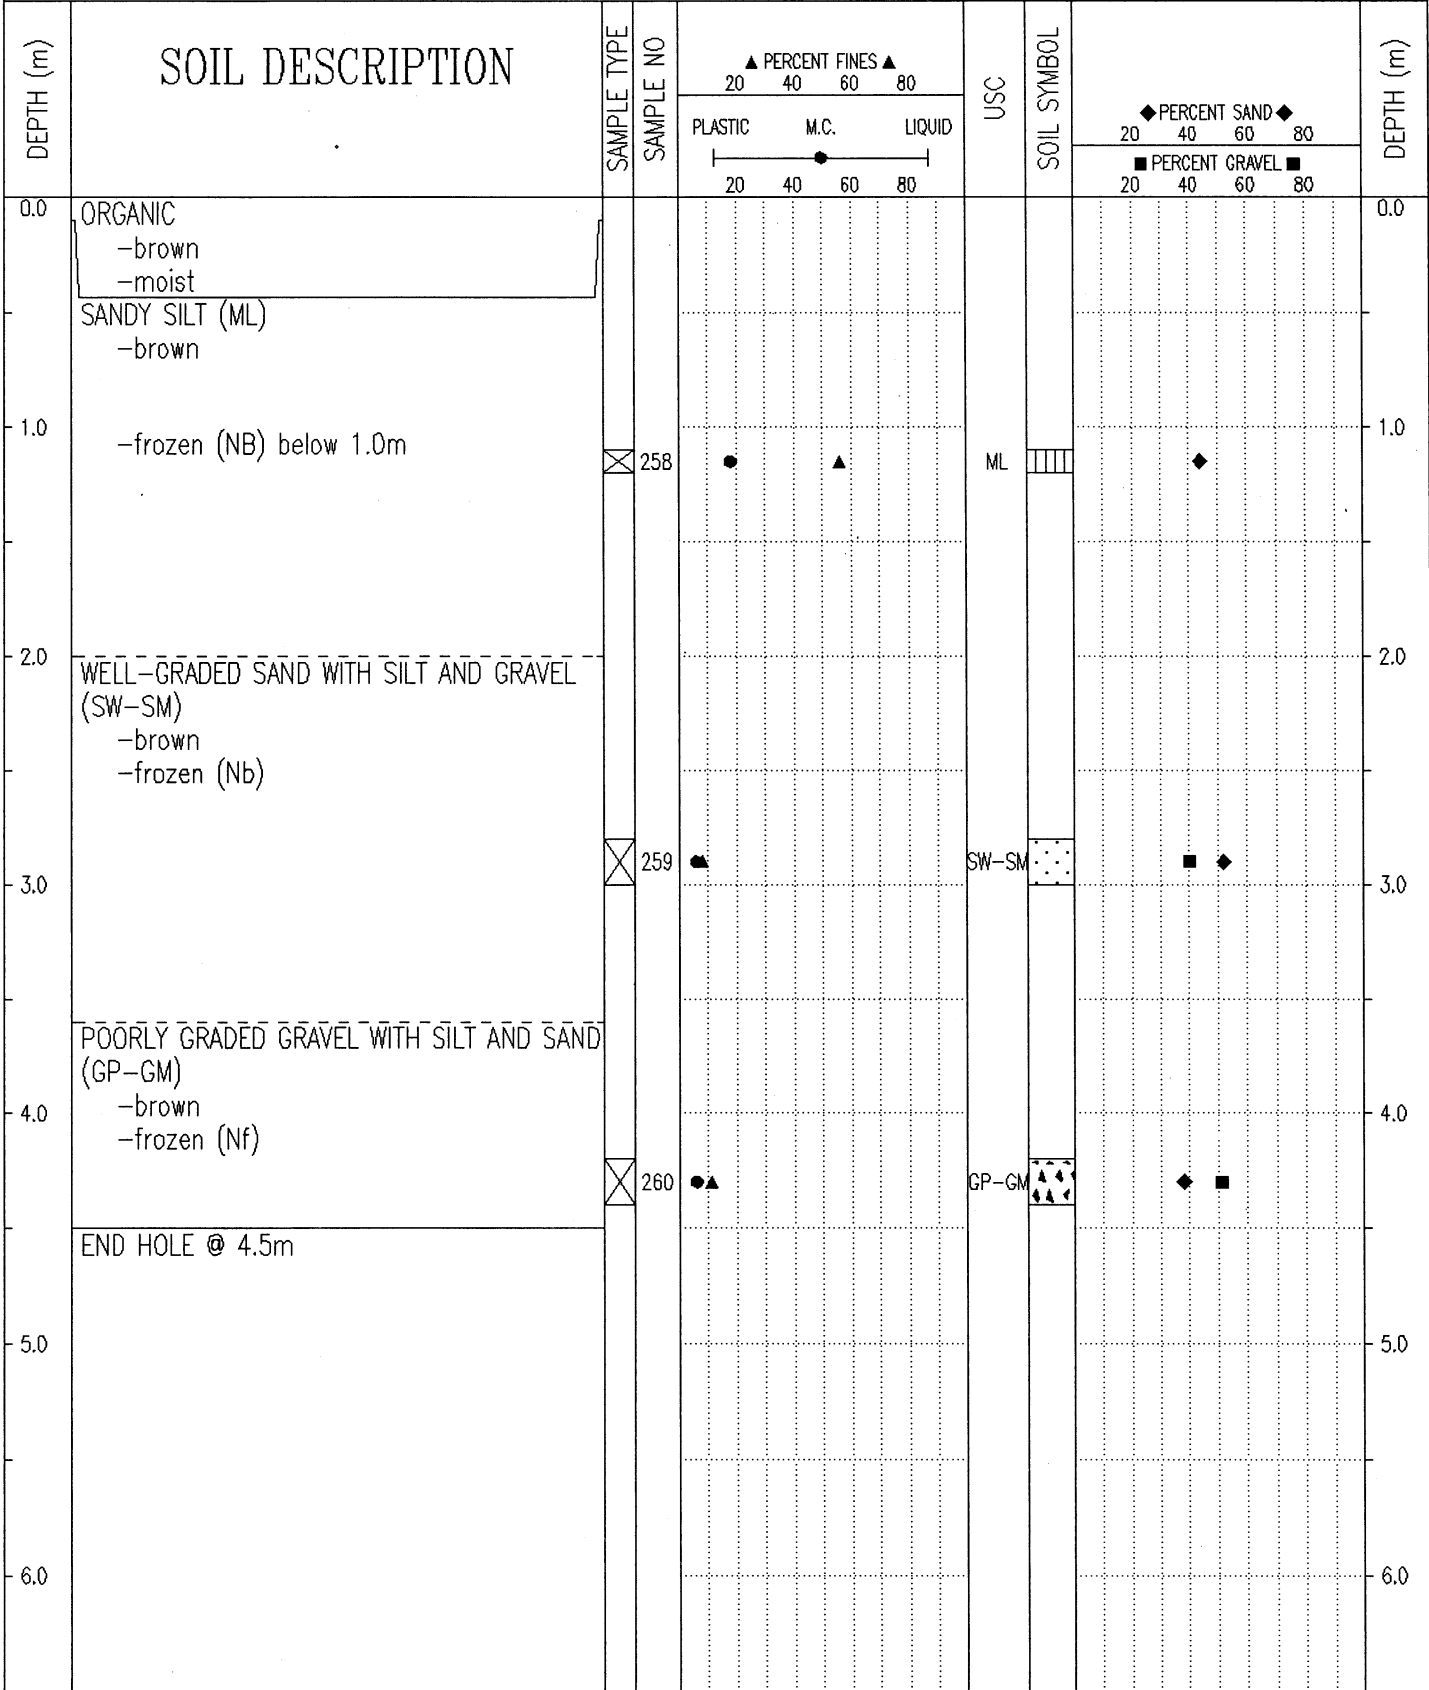 DEPTH (m)
SOIL DESCRIPTION
SAMPLE TYPE
SAMPLE NO
▲ PERCENT FINES ▲
20 40 60 80
PLASTIC M.C. LIQUID
20 40 60 80
USC
SOIL SYMBOL
◆ PERCENT SAND ◆
20 40 60 80
■ PERCENT GRAVEL ■
20 40 60 80
DEPTH (m)
0.0 ORGANIC 0.0
-brown
-moist
SANDY SILT (ML)
-brown
1.0 1.0
-frozen (NB) below 1.0m
258 ML
2.0 2.0
WELL-GRADED SAND WITH SILT AND GRAVEL
(SW-SM)
-brown
-frozen (Nb)
259 SW-SM
3.0 3.0
POORLY GRADED GRAVEL WITH SILT AND SAND
(GP-GM)
-brown
4.0 4.0
-frozen (Nf)
260 GP-GM
END HOLE @ 4.5m
5.0 5.0
6.0 6.0